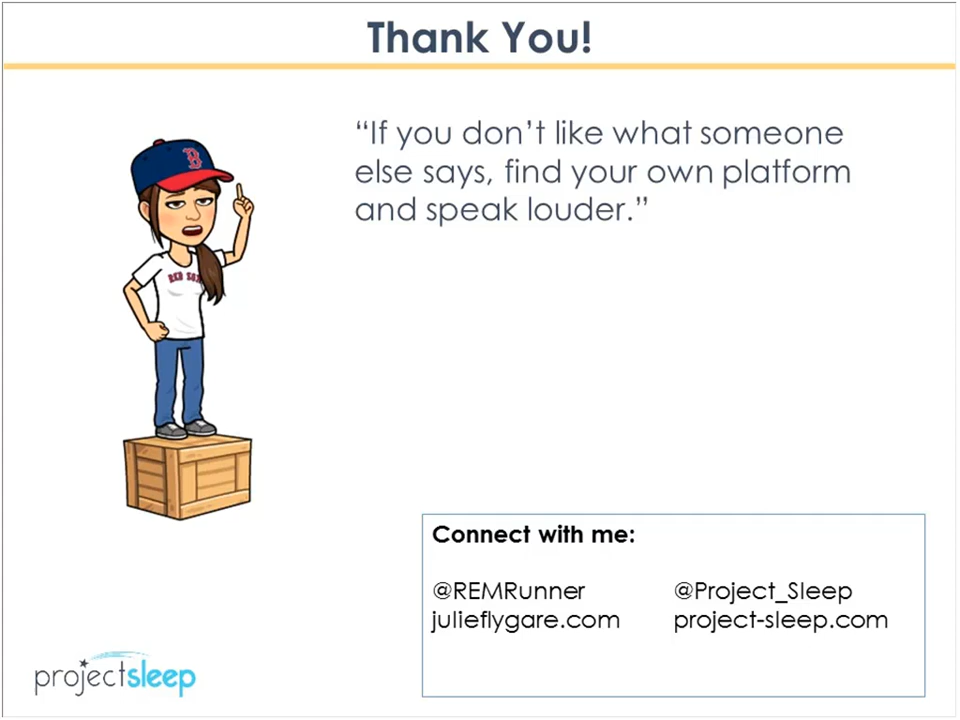 Thank You!
“If you don’t like what someone
else says, find your own platform
and speak louder.”
B
RED SOX
Connect with me:
@REMRunner @Project_Sleep
julieflygare.com project-sleep.com
projectsleep